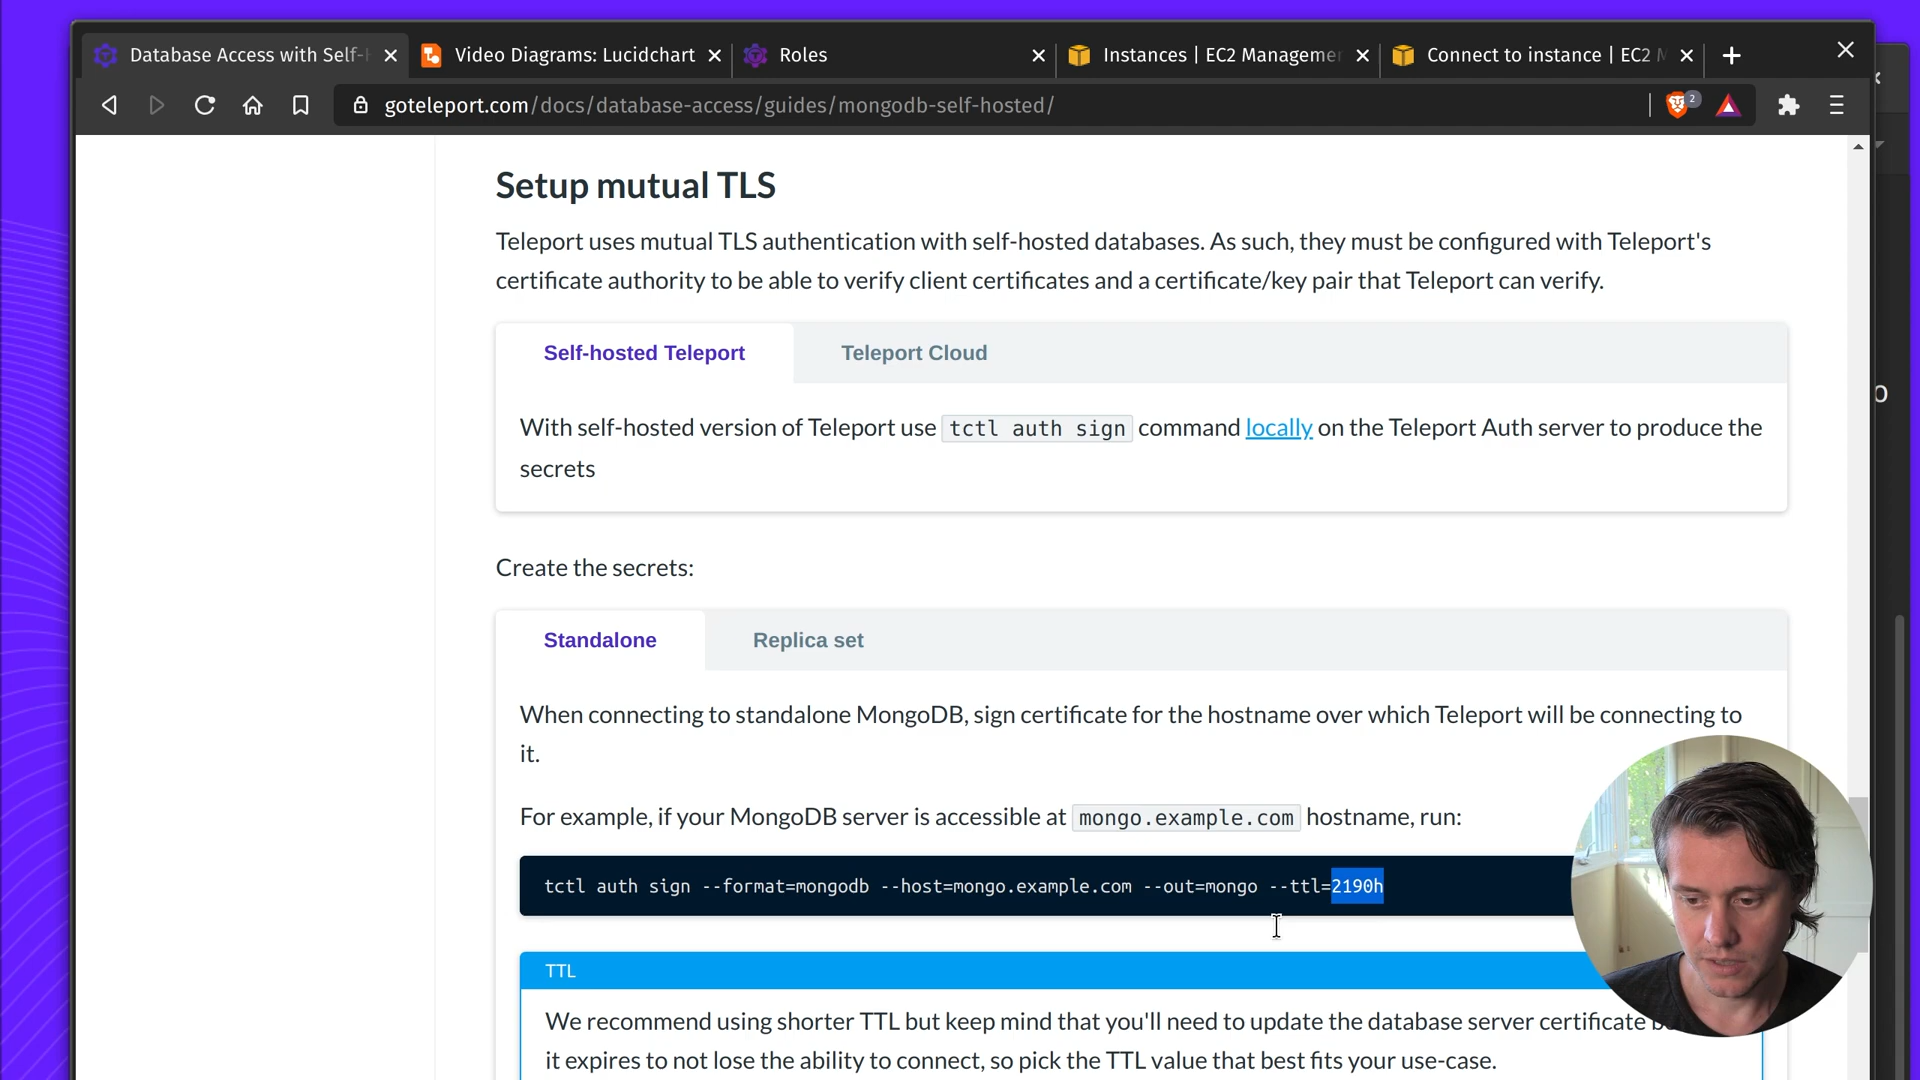 Database Access with Self-H
Video Diagrams: Lucidchart
Roles
Instances | EC2 Managemer
Connect to instance | EC2 M
goteleport.com/docs/database-access/guides/mongodb-self-hosted/
2
Setup mutual TLS
Teleport uses mutual TLS authentication with self-hosted databases. As such, they must be configured with Teleport's
certificate authority to be able to verify client certificates and a certificate/key pair that Teleport can verify.
Self-hosted Teleport
Teleport Cloud
With self-hosted version of Teleport use tctl auth sign command locally on the Teleport Auth server to produce the
secrets
Create the secrets:
Standalone
Replica set
When connecting to standalone MongoDB, sign certificate for the hostname over which Teleport will be connecting to
it.
For example, if your MongoDB server is accessible at mongo.example.com hostname, run:
tctl auth sign --format=mongodb --host=mongo.example.com --out=mongo --ttl=2190h
TTL
We recommend using shorter TTL but keep mind that you'll need to update the database server certificate
it expires to not lose the ability to connect, so pick the TTL value that best fits your use-case.